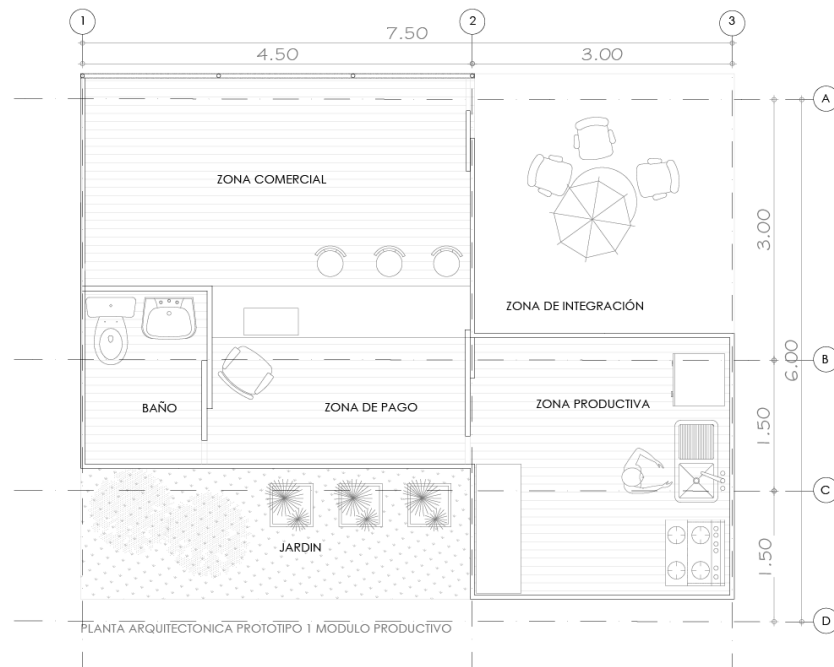 1
2
3
7.50
4.50
3.00
A
ZONA COMERCIAL
3.00
ZONA DE INTEGRACIÓN
B
6.00
BAÑO
ZONA DE PAGO
ZONA PRODUCTIVA
1.50
C
JARDIN
1.50
D
PLANTA ARQUITECTONICA PROTOTIPO 1 MODULO PRODUCTIVO